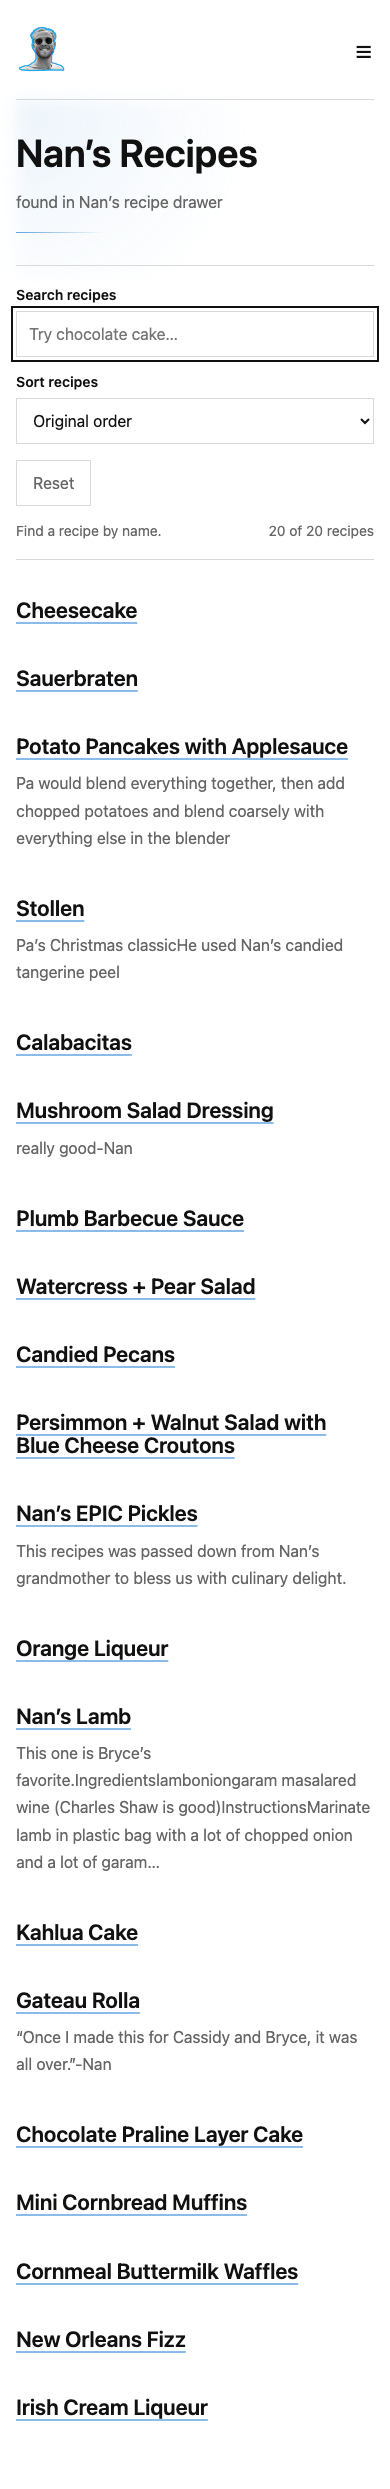 Nan’s Recipes
found in Nan’s recipe drawer
Search recipes
Try chocolate cake...
Sort recipes
Original order
Reset
Find a recipe by name.
20 of 20 recipes
Cheesecake
Sauerbraten
Potato Pancakes with Applesauce
Pa would blend everything together, then add
chopped potatoes and blend coarsely with
everything else in the blender
Stollen
Pa’s Christmas classicHe used Nan’s candied
tangerine peel
Calabacitas
Mushroom Salad Dressing
really good-Nan
Plumb Barbecue Sauce
Watercress + Pear Salad
Candied Pecans
Persimmon + Walnut Salad with
Blue Cheese Croutons
Nan’s EPIC Pickles
This recipes was passed down from Nan’s
grandmother to bless us with culinary delight.
Orange Liqueur
Nan’s Lamb
This one is Bryce’s
favorite.Ingredientslamboniongaram masalared
wine (Charles Shaw is good)InstructionsMarinate
lamb in plastic bag with a lot of chopped onion
and a lot of garam...
Kahlua Cake
Gateau Rolla
“Once I made this for Cassidy and Bryce, it was
all over.”-Nan
Chocolate Praline Layer Cake
Mini Cornbread Muffins
Cornmeal Buttermilk Waffles
New Orleans Fizz
Irish Cream Liqueur